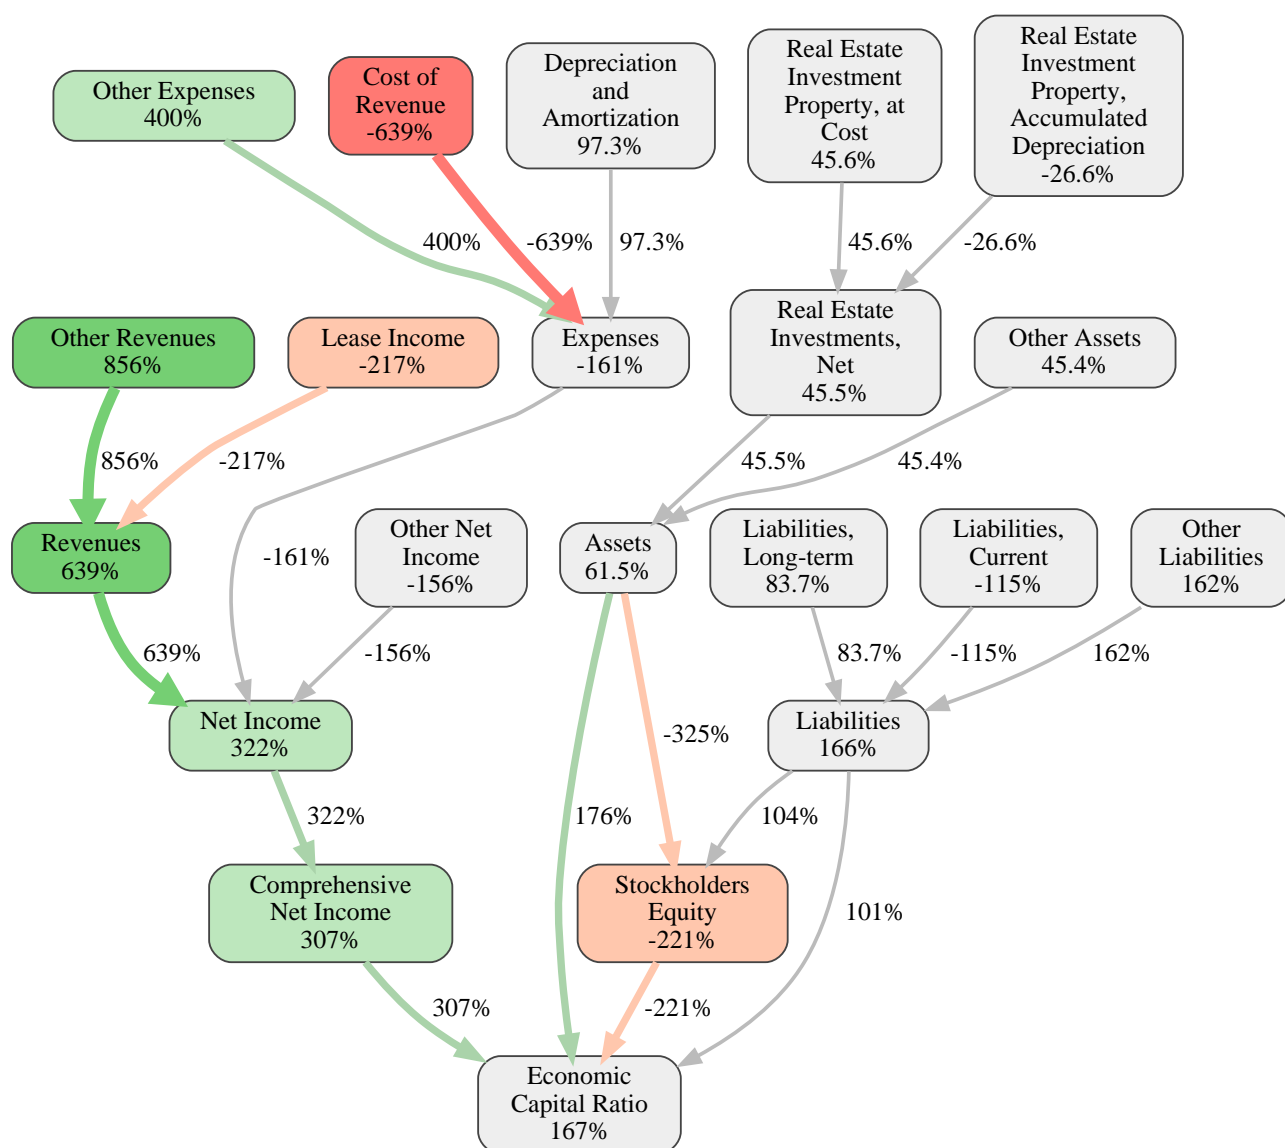 Other Expenses
400%
Cost of
Revenue
-639%
Depreciation
and
Amortization
97.3%
Real Estate
Investment
Property, at
Cost
45.6%
Real Estate
Investment
Property,
Accumulated
Depreciation
-26.6%
400%
-639%
97.3%
45.6%
-26.6%
Other Revenues
856%
Lease Income
-217%
Expenses
-161%
Real Estate
Investments,
Net
45.5%
Other Assets
45.4%
856%
-217%
45.5%
45.4%
Revenues
639%
-161%
Other Net
Income
-156%
Assets
61.5%
Liabilities,
Long-term
83.7%
Liabilities,
Current
-115%
Other
Liabilities
162%
639%
-156%
83.7%
-115%
162%
Net Income
322%
-325%
Liabilities
166%
322%
176%
104%
Comprehensive
Net Income
307%
Stockholders
Equity
-221%
101%
307%
-221%
Economic
Capital Ratio
167%